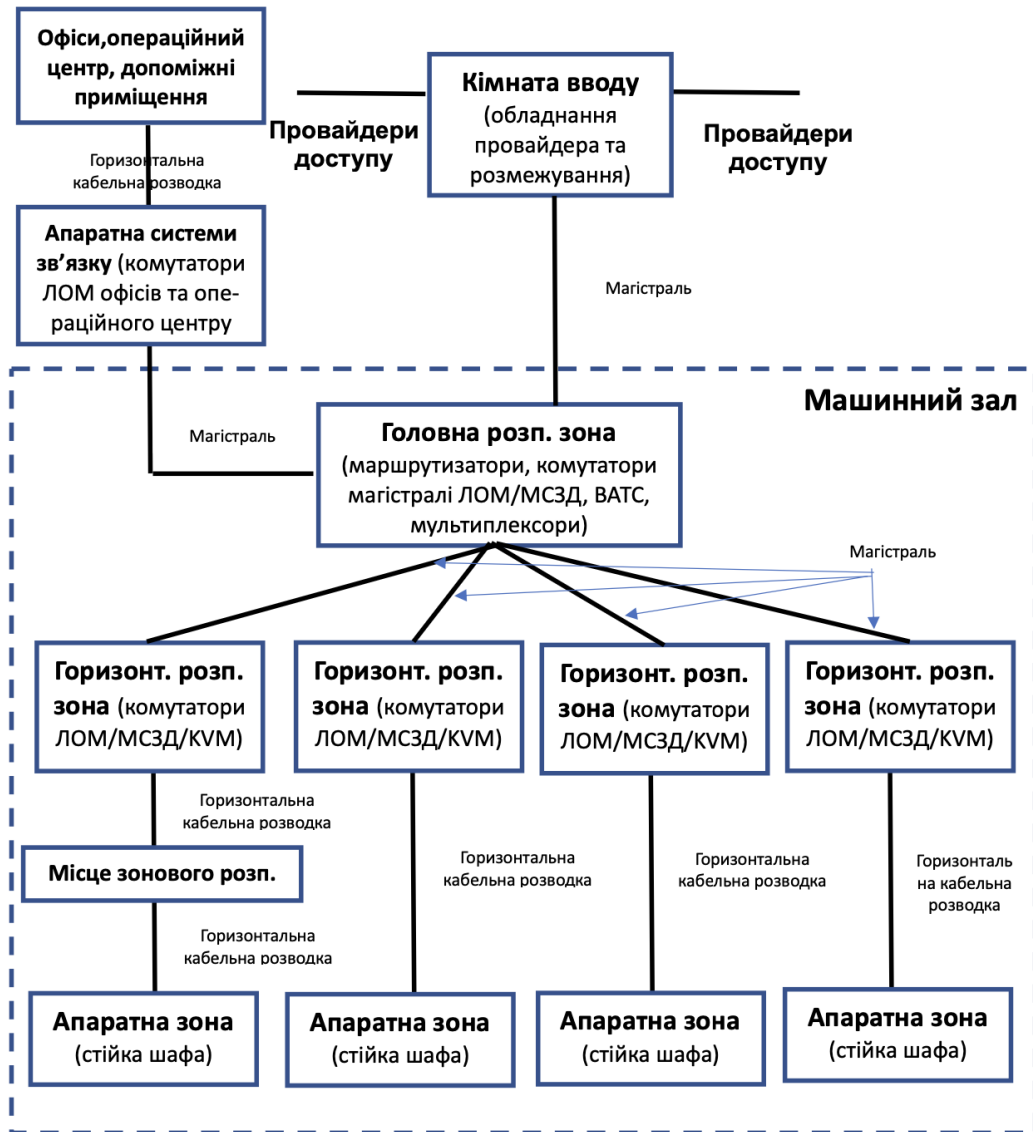 Офіси,операційний
центр, допоміжні
приміщення
Кімната вводу
(обладнання
провайдера та
розмежування)
Провайдери
доступу
Провайдери
доступу
Горизонтальна
кабельна розводка
Апаратна системи
зв’язку (комутатори
ЛОМ офісів та опе-
раційного центру
Магістраль
Машинний зал
Магістраль
Головна розп. зона
(маршрутизатори, комутатори
магістралі ЛОМ/МСЗД, ВАТС,
мультиплексори)
Магістраль
Горизонт. розп.
зона (комутатори
ЛОМ/МСЗД/KVM)
Горизонт. розп.
зона (комутатори
ЛОМ/МСЗД/KVM)
Горизонт. розп.
зона (комутатори
ЛОМ/МСЗД/KVM)
Горизонт. розп.
зона (комутатори
ЛОМ/МСЗД/KVM)
Горизонтальна
кабельна розводка
Місце зонового розп.
Горизонтальна
кабельна розводка
Горизонтальна
кабельна розводка
Горизонтальна
кабельна розводка
Горизонталь
на кабельна
розводка
Апаратна зона
(стійка шафа)
Апаратна зона
(стійка шафа)
Апаратна зона
(стійка шафа)
Апаратна зона
(стійка шафа)